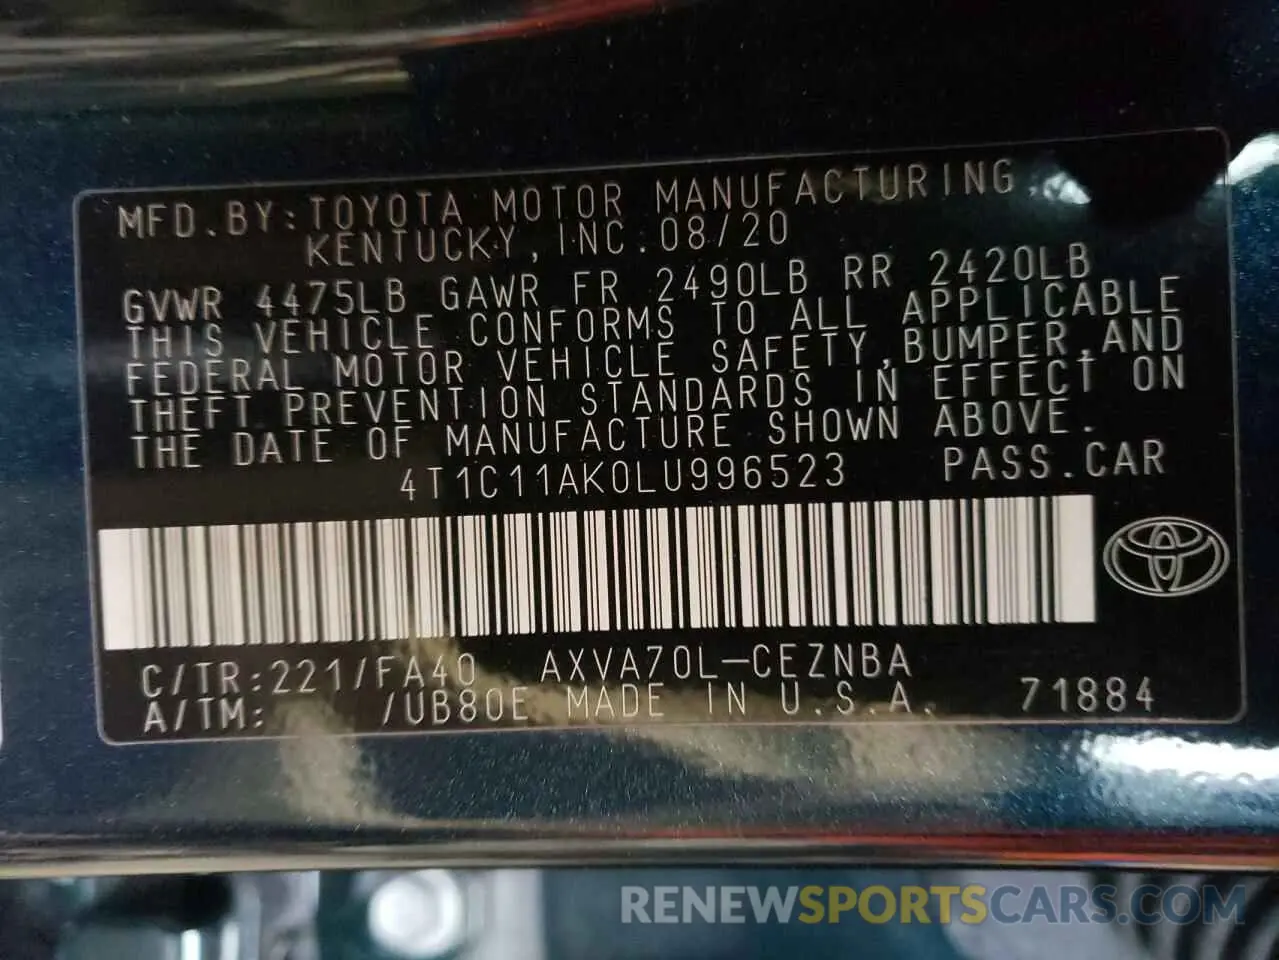 MFD.BY:TOYOTA MOTOR MANUFACTURING
KENTUCKY, INC. 08/20
GVWR 4475LB GAWR FR 2490LB RR 2420LB
THIS VEHICLE CONFORMS TO ALL APPLICABLE
FEDERAL MOTOR VEHICLE SAFETY,BUMPER,AND
THEFT PREVENTION STANDARDS IN EFFECT ON
THE DATE OF MANUFACTURE SHOWN ABOVE.
4T1C11AK0LU996523 PASS.CAR
C/TR:221/FA40 AXVA70L-CEZNBA
A/TM: /UB80E MADE IN U.S.A. 71884
RENEWSPORTSCARS.COM